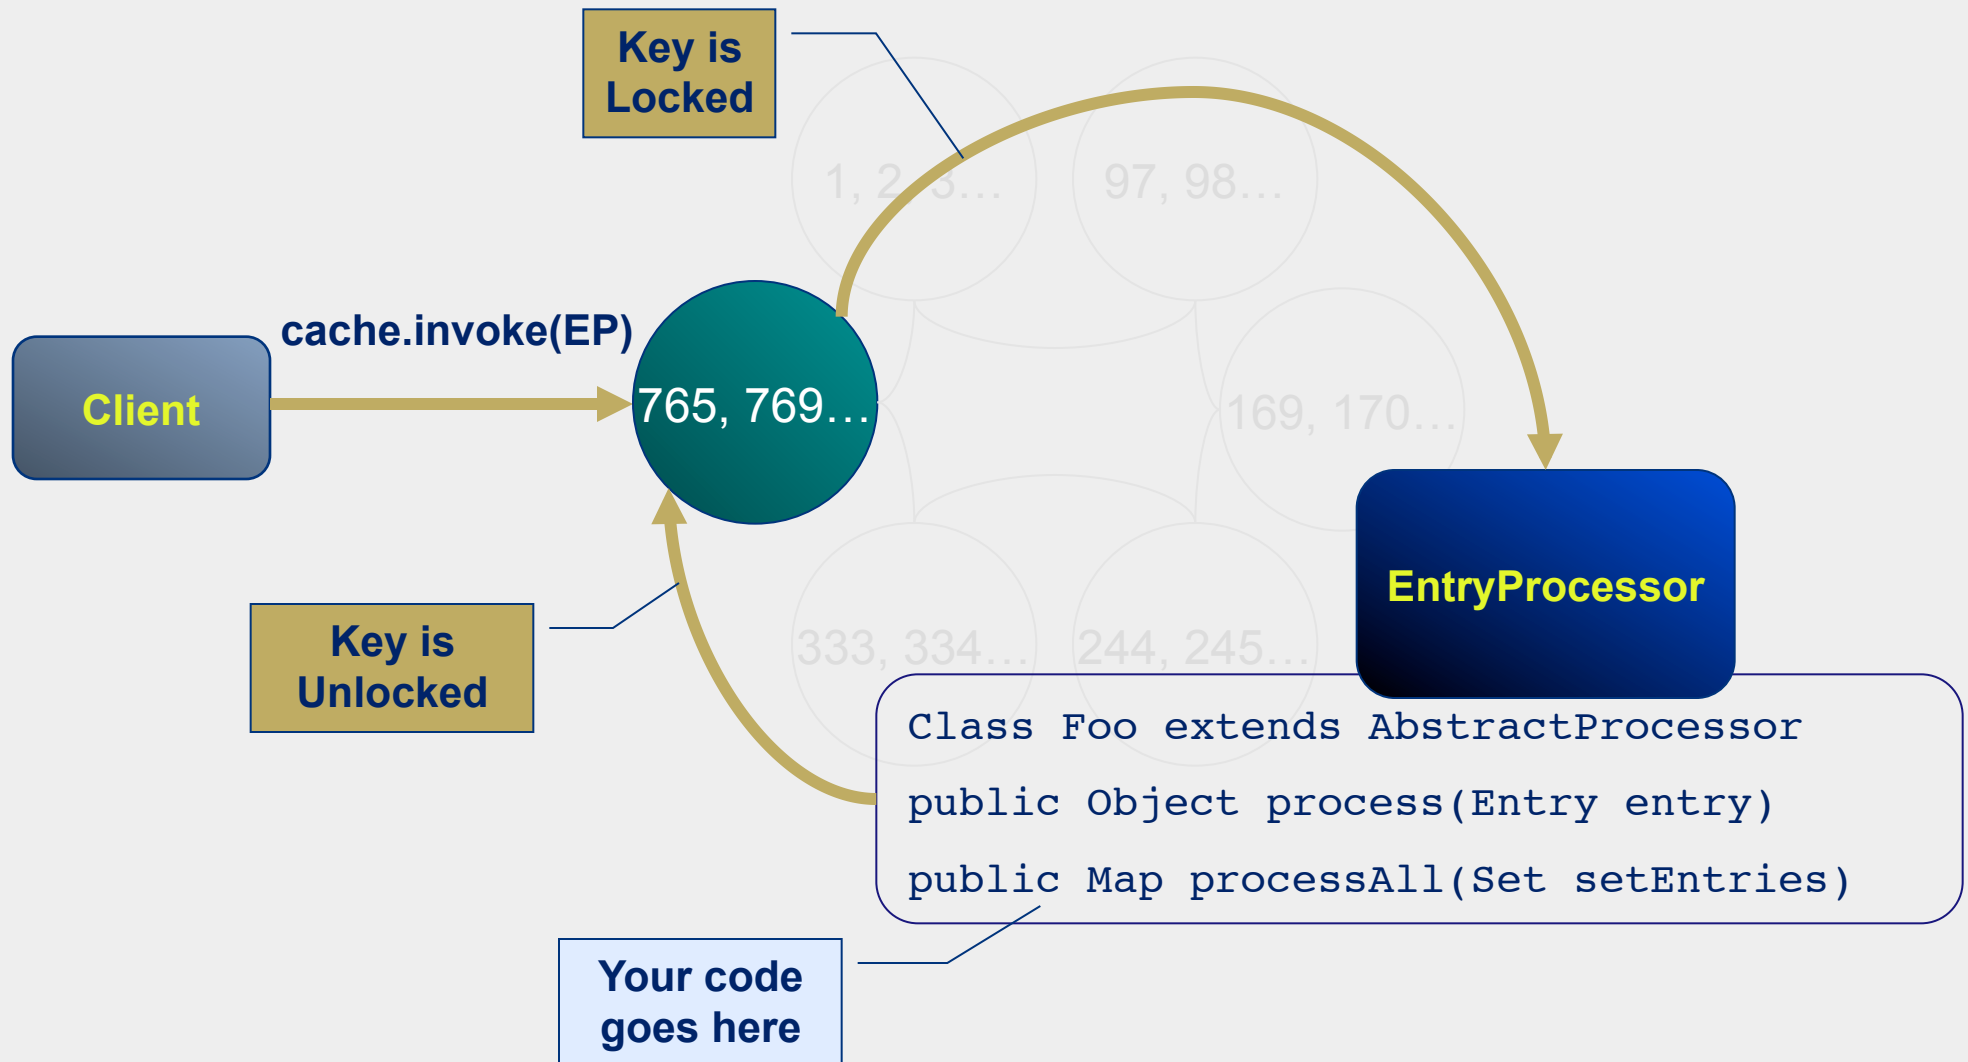 Key is
Locked
1, 2, 3…
97, 98…
cache.invoke(EP)
Client
765, 769…
169, 170…
EntryProcessor
Key is
Unlocked
333, 334…
244, 245…
Class Foo extends AbstractProcessor
public Object process(Entry entry)
public Map processAll(Set setEntries)
Your code
goes here